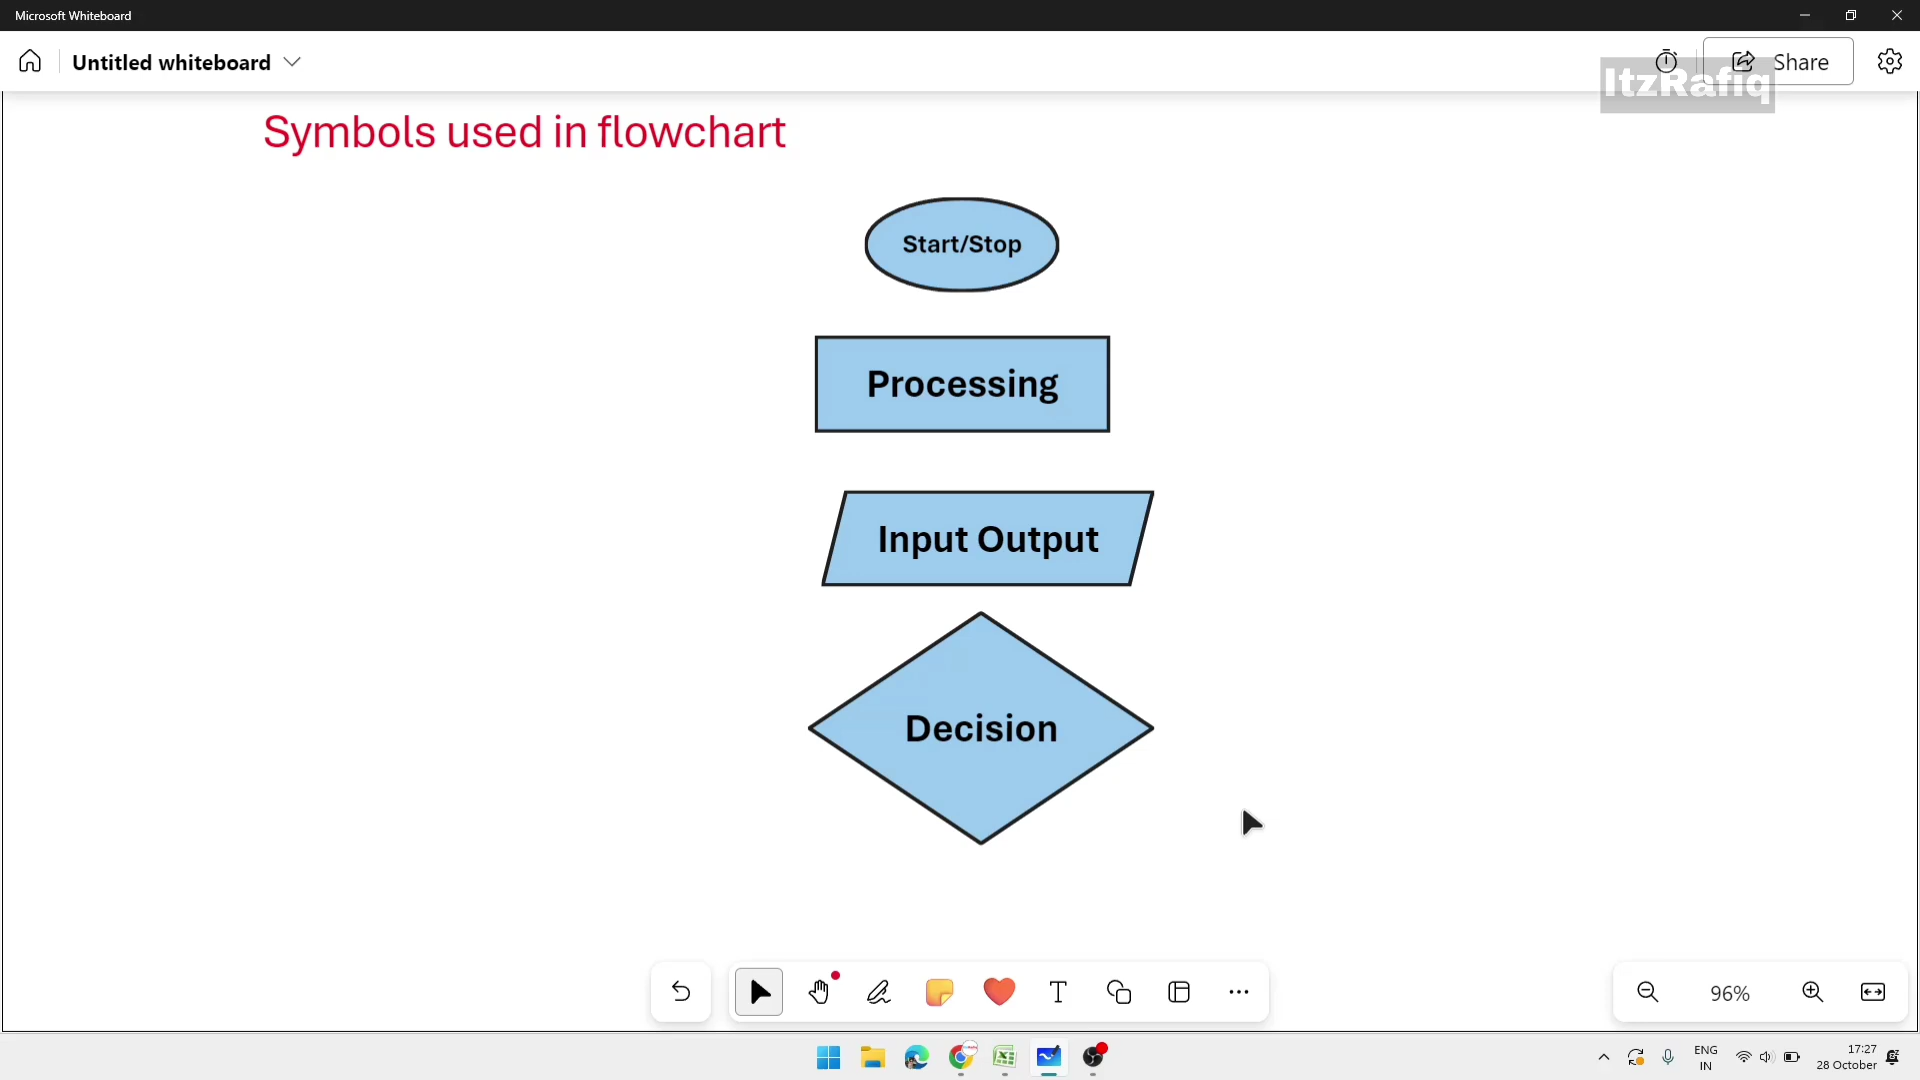 Microsoft Whiteboard
Untitled whiteboard
Share
ItzRafiq
Symbols used in flowchart
Start/Stop
Processing
Input Output
Decision
96%
ENG
IN
17:27
28 October